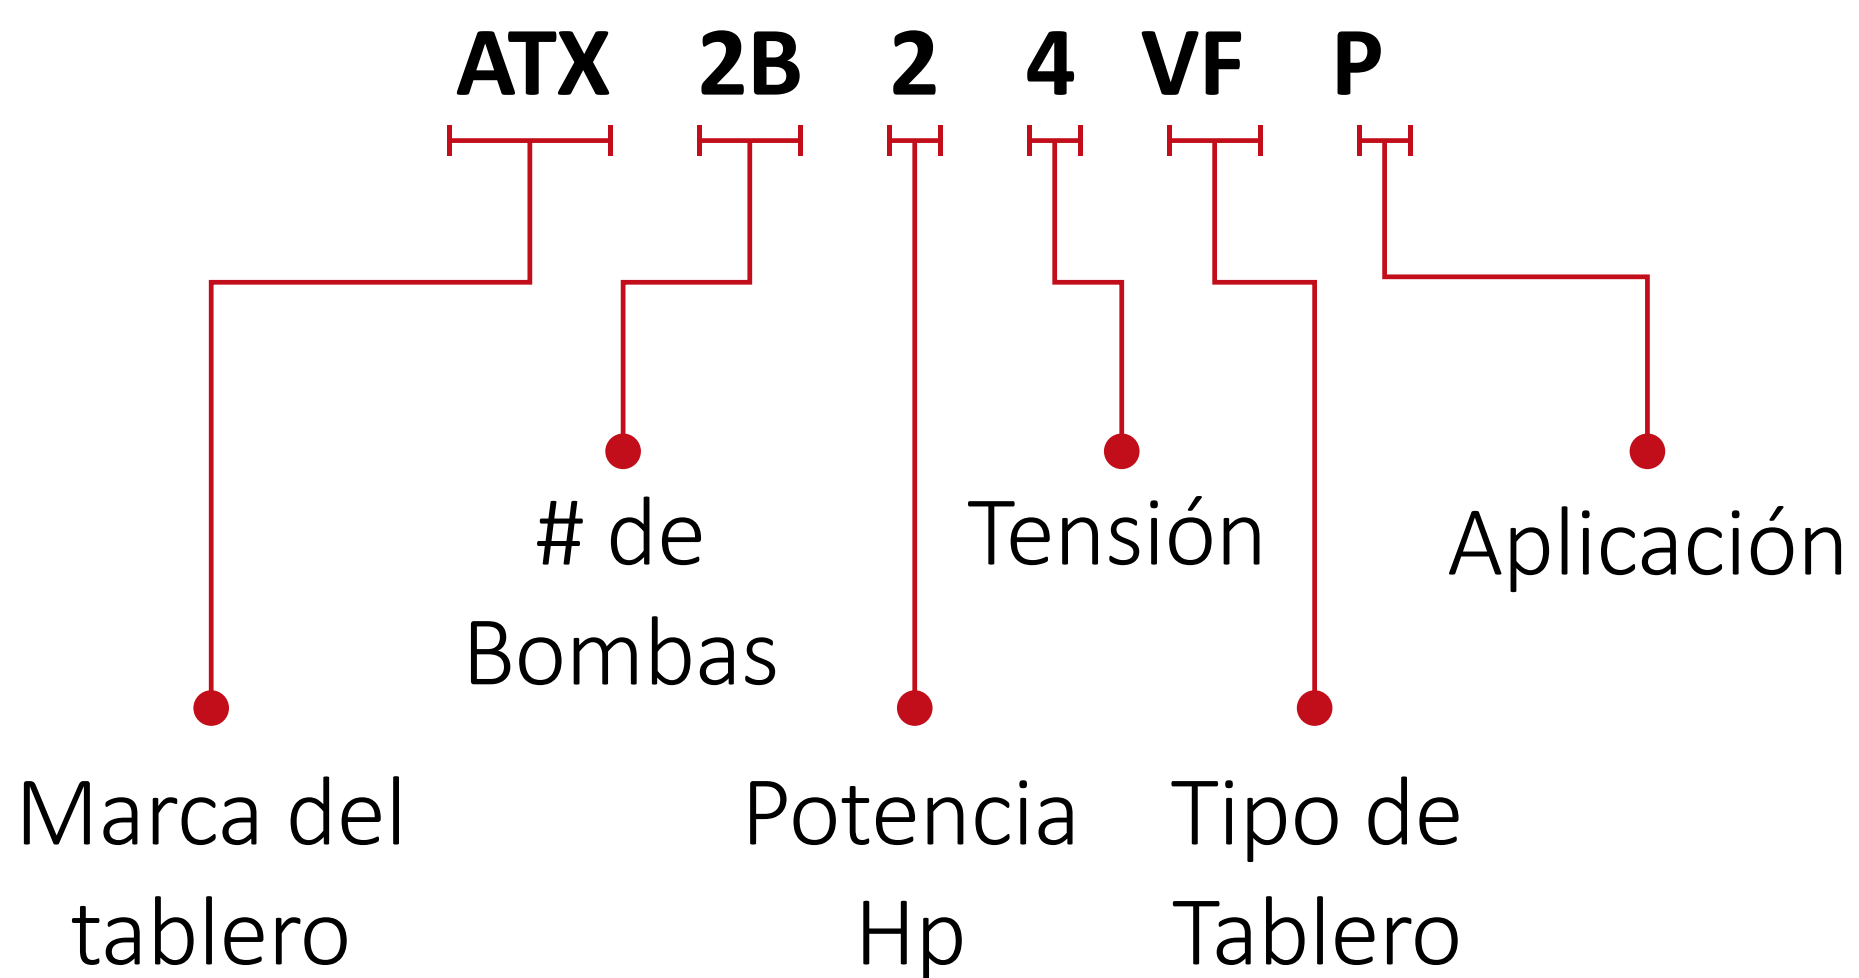 ATX 2B 2 4 VF P
# de
Bombas
Tensión
Aplicación
Marca del
tablero
Potencia
Hp
Tipo de
Tablero